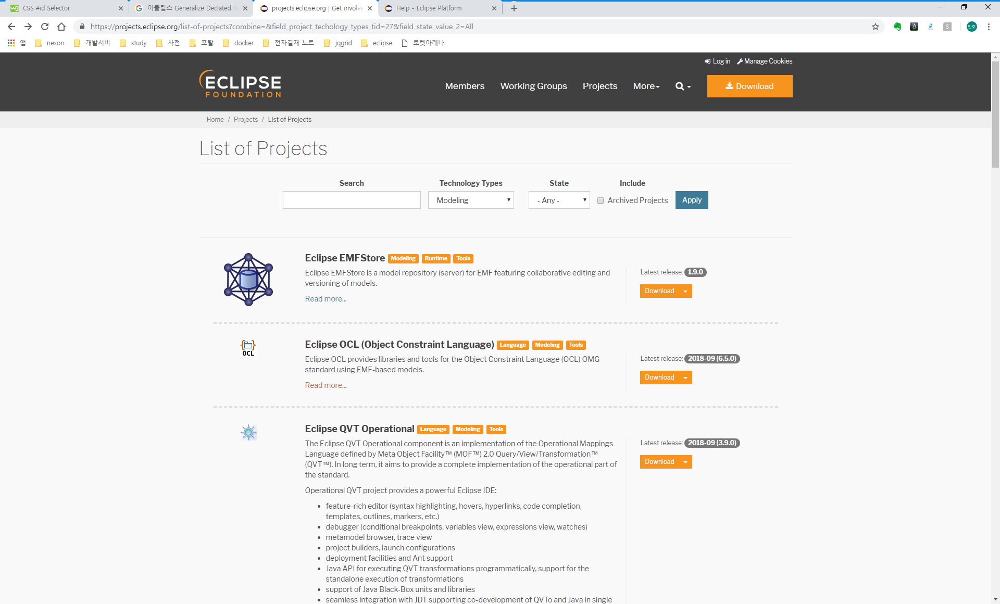 CSS #id Selector
이클립스 Generalize Declated T
projects.eclipse.org | Get involve
Help - Eclipse Platform
https://projects.eclipse.org/list-of-projects?combine=&field_project_techology_types_tid=27&field_state_value_2=All
민호
앱 nexon 개발서버 study 사전 포탈 docker 전자결재 노트 jqgrid eclipse 로켓아레나
Log in Manage Cookies
ECLIPSE
FOUNDATION
Members Working Groups Projects More Download
Home / Projects / List of Projects
List of Projects
Search Technology Types State Include
Modeling - Any - Archived Projects Apply
Eclipse EMFStore Modeling Runtime Tools
Eclipse EMFStore is a model repository (server) for EMF featuring collaborative editing and
versioning of models.
Read more...
Latest release: 1.9.0
Download
OCL
Eclipse OCL (Object Constraint Language) Language Modeling Tools
Eclipse OCL provides libraries and tools for the Object Constraint Language (OCL) OMG
standard using EMF-based models.
Read more...
Latest release: 2018-09 (6.5.0)
Download
Eclipse QVT Operational Language Modeling Tools
The Eclipse QVT Operational component is an implementation of the Operational Mappings
Language defined by Meta Object Facility™ (MOF™) 2.0 Query/View/Transformation™
(QVT™). In long term, it aims to provide a complete implementation of the operational part of
the standard.
Latest release: 2018-09 (3.9.0)
Download
Operational QVT project provides a powerful Eclipse IDE:
• feature-rich editor (syntax highlighting, hovers, hyperlinks, code completion,
templates, outlines, markers, etc.)
• debugger (conditional breakpoints, variables view, expressions view, watches)
• metamodel browser, trace view
• project builders, launch configurations
• deployment facilities and Ant support
• Java API for executing QVT transformations programmatically, support for the
standalone execution of transformations
• support of Java Black-Box units and libraries
• seamless integration with JDT supporting co-development of QVTo and Java in single